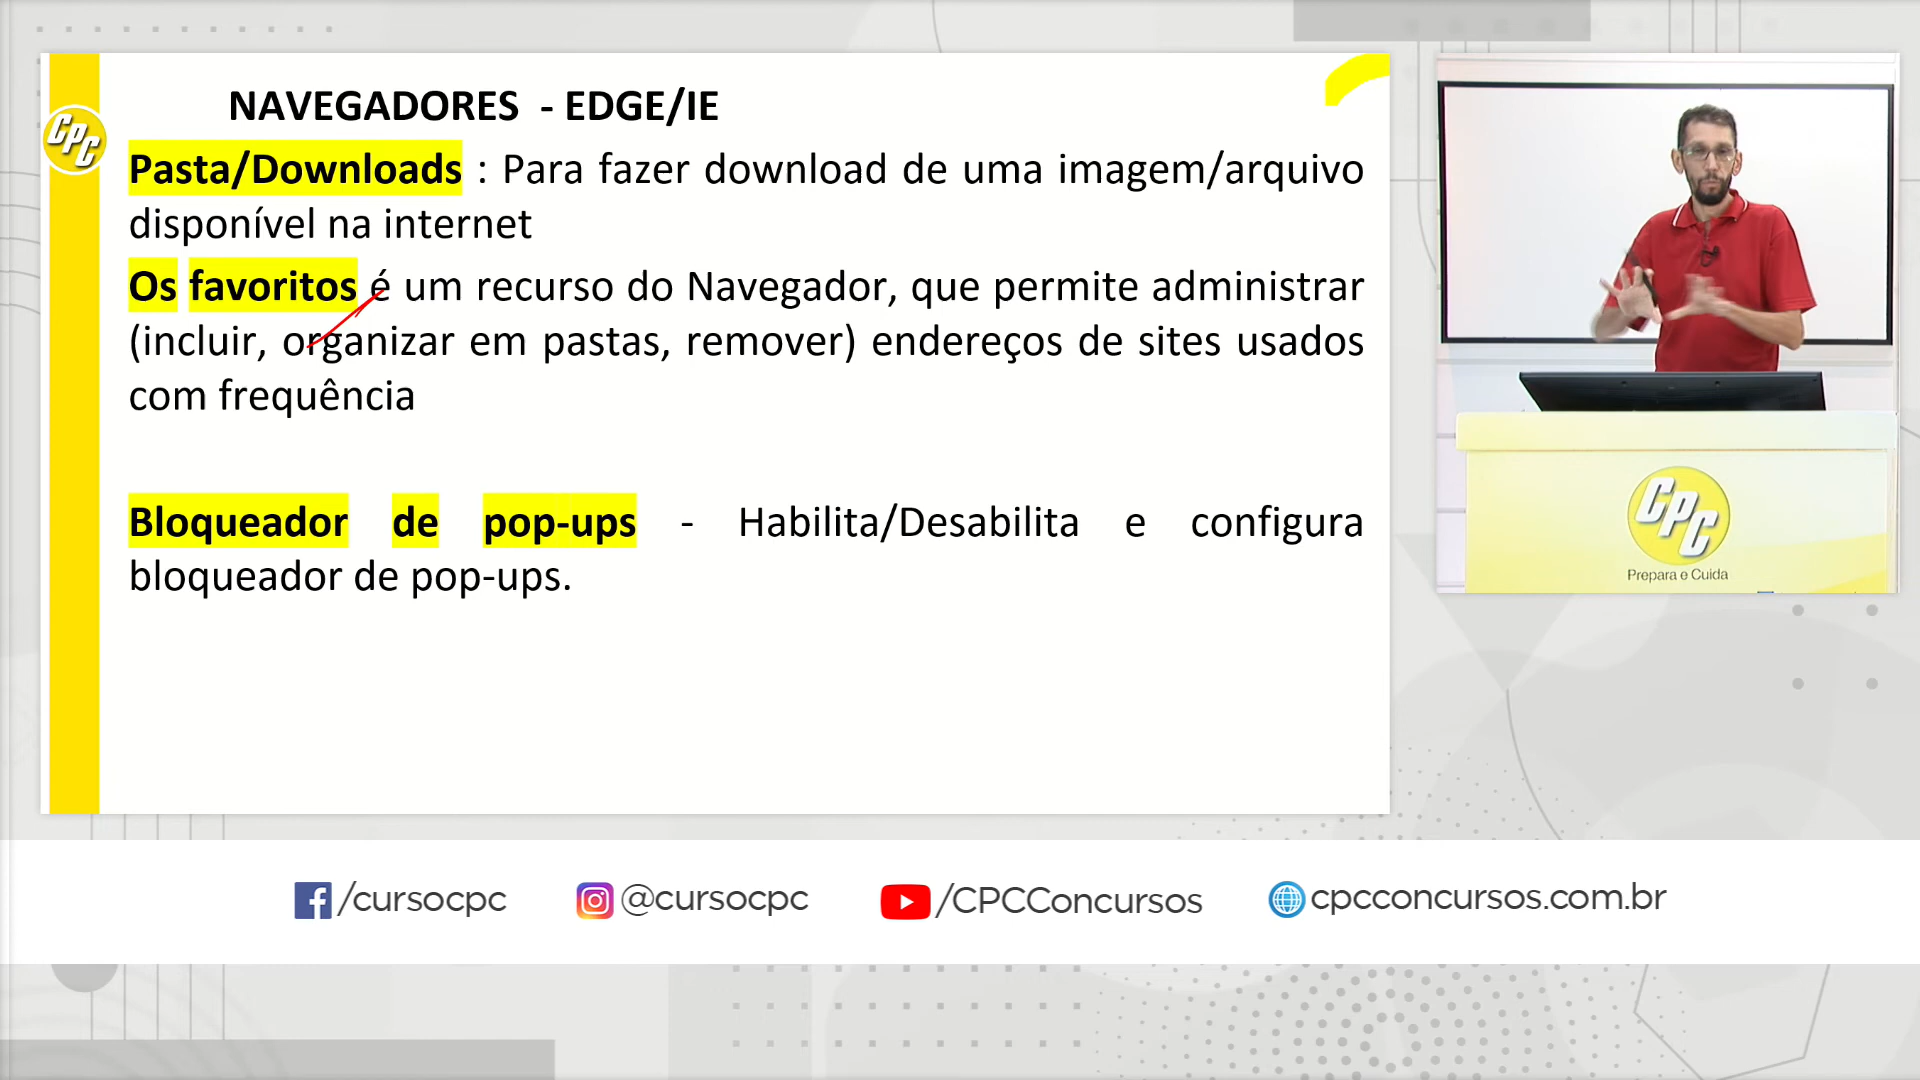 NAVEGADORES - EDGE/IE
CPC
Pasta/Downloads : Para fazer download de uma imagem/arquivo
disponível na internet
Os favoritos é um recurso do Navegador, que permite administrar
(incluir, organizar em pastas, remover) endereços de sites usados
com frequência
Bloqueador de pop-ups - Habilita/Desabilita e configura
bloqueador de pop-ups.
CPC
Prepara e Cuida
/cursocpc @cursocpc /CPCConcursos cpcconcursos.com.br